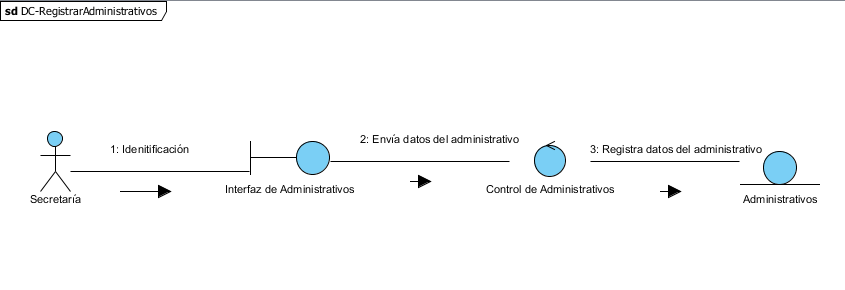 sd DC-RegistrarAdministrativos
1: Idenitificación
2: Envía datos del administrativo
3: Registra datos del administrativo
Secretaría
Interfaz de Administrativos
Control de Administrativos
Administrativos